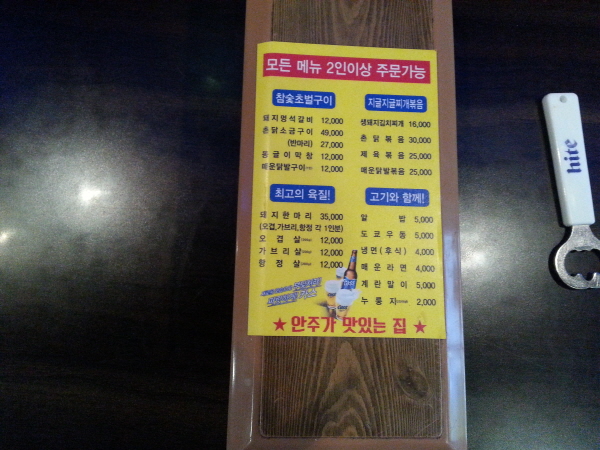 모든 메뉴 2인이상 주문가능
참숯초벌구이
돼지왕석갈비 12,000
촌닭소금구이 49,000
(반마리) 27,000
동글이막창 12,000
매운닭발구이 12,000
지글지글찌개볶음
생돼지김치찌개 16,000
촌닭볶음 30,000
제육볶음 25,000
매운닭발볶음 25,000
최고의 육질!
돼지한마리 35,000
(오겹,가브리,항정 각 1인분)
오겹살 12,000
가브리살 12,000
항정살 12,000
고기와 함께!
알밥 5,000
도쿄우동 5,000
냉면(후식) 4,000
매운라면 4,000
계란말이 5,000
누룽지 2,000
★ 안주가 맛있는 집 ★
hite